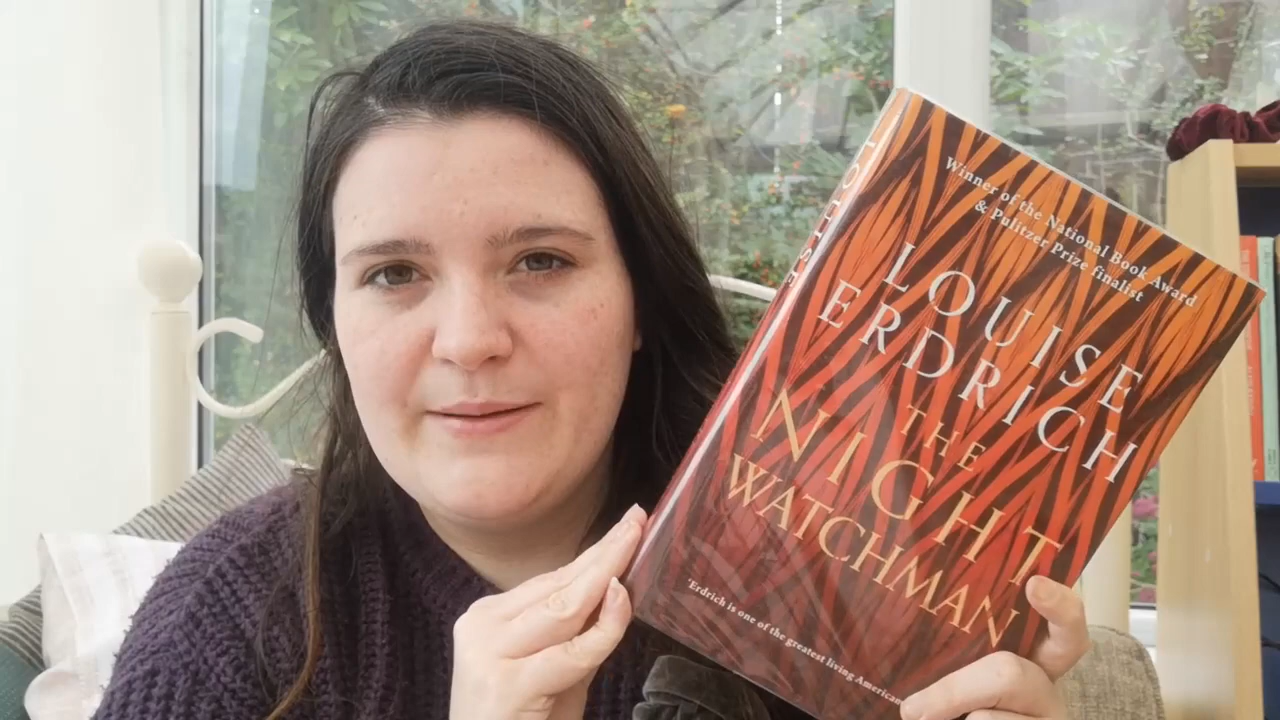 Winner of the National Book Award
& Pulitzer Prize finalist
LOUISE
ERDRICH
THE
NIGHT
WATCHMAN
'Erdrich is one of the greatest living American
LOUISE